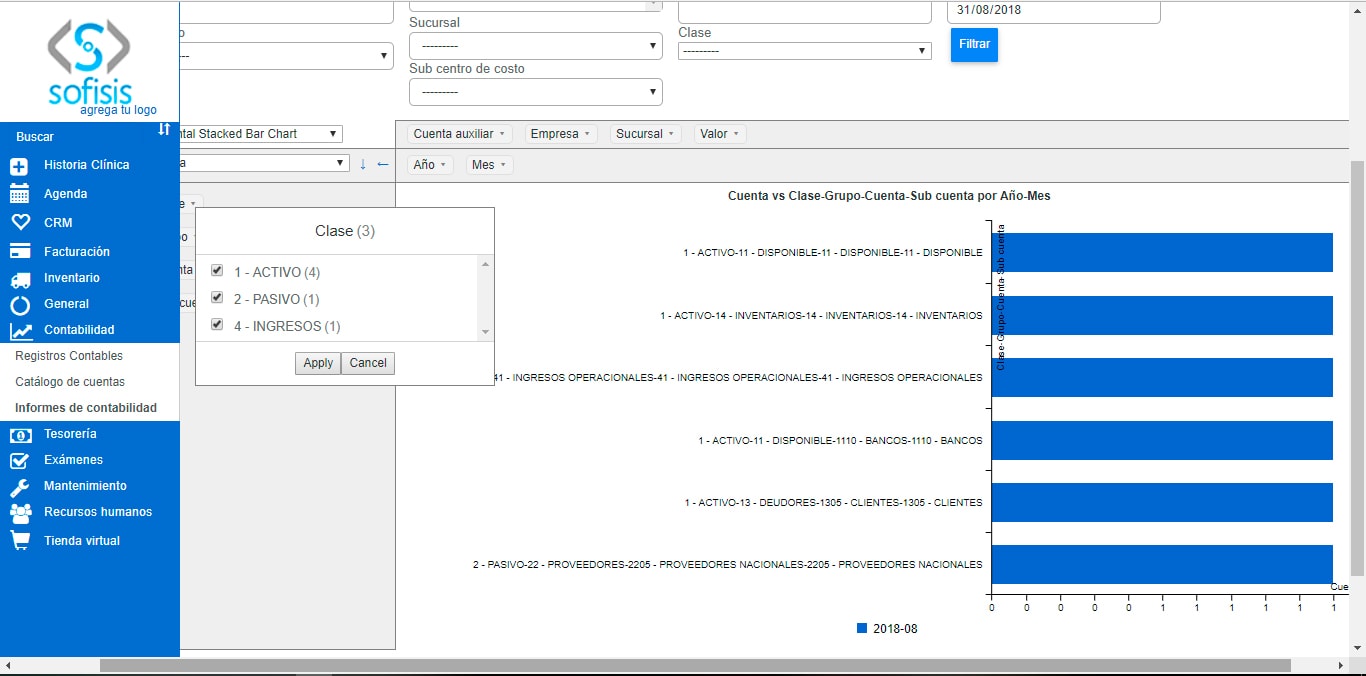 sofisis
agrega tu logo
Buscar
Historia Clínica
Agenda
CRM
Facturación
Inventario
General
Contabilidad
Registros Contables
Catálogo de cuentas
Informes de contabilidad
Tesorería
Exámenes
Mantenimiento
Recursos humanos
Tienda virtual
31/08/2018
Sucursal
---------
Clase
---------
Filtrar
Sub centro de costo
---------
Stacked Bar Chart
Cuenta auxiliar
Empresa
Sucursal
Valor
Año
Mes
Clase (3)
1 - ACTIVO (4)
2 - PASIVO (1)
4 - INGRESOS (1)
Apply
Cancel
Cuenta vs Clase-Grupo-Cuenta-Sub cuenta por Año-Mes
Clase-Grupo-Cuenta-Sub cuenta
1 - ACTIVO-11 - DISPONIBLE-11 - DISPONIBLE-11 - DISPONIBLE
1 - ACTIVO-14 - INVENTARIOS-14 - INVENTARIOS-14 - INVENTARIOS
41 - INGRESOS OPERACIONALES-41 - INGRESOS OPERACIONALES-41 - INGRESOS OPERACIONALES
1 - ACTIVO-11 - DISPONIBLE-1110 - BANCOS-1110 - BANCOS
1 - ACTIVO-13 - DEUDORES-1305 - CLIENTES-1305 - CLIENTES
2 - PASIVO-22 - PROVEEDORES-2205 - PROVEEDORES NACIONALES-2205 - PROVEEDORES NACIONALES
Cue
0 0 0 0 0 1 1 1 1 1 1
2018-08